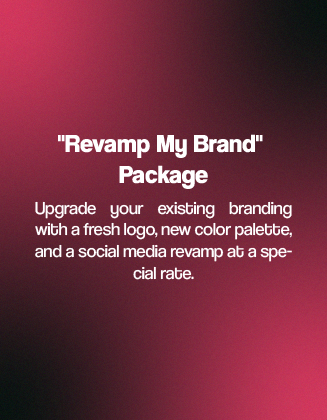 "Revamp My Brand"
Package
Upgrade your existing branding
with a fresh logo, new color palette,
and a social media revamp at a spe-
cial rate.